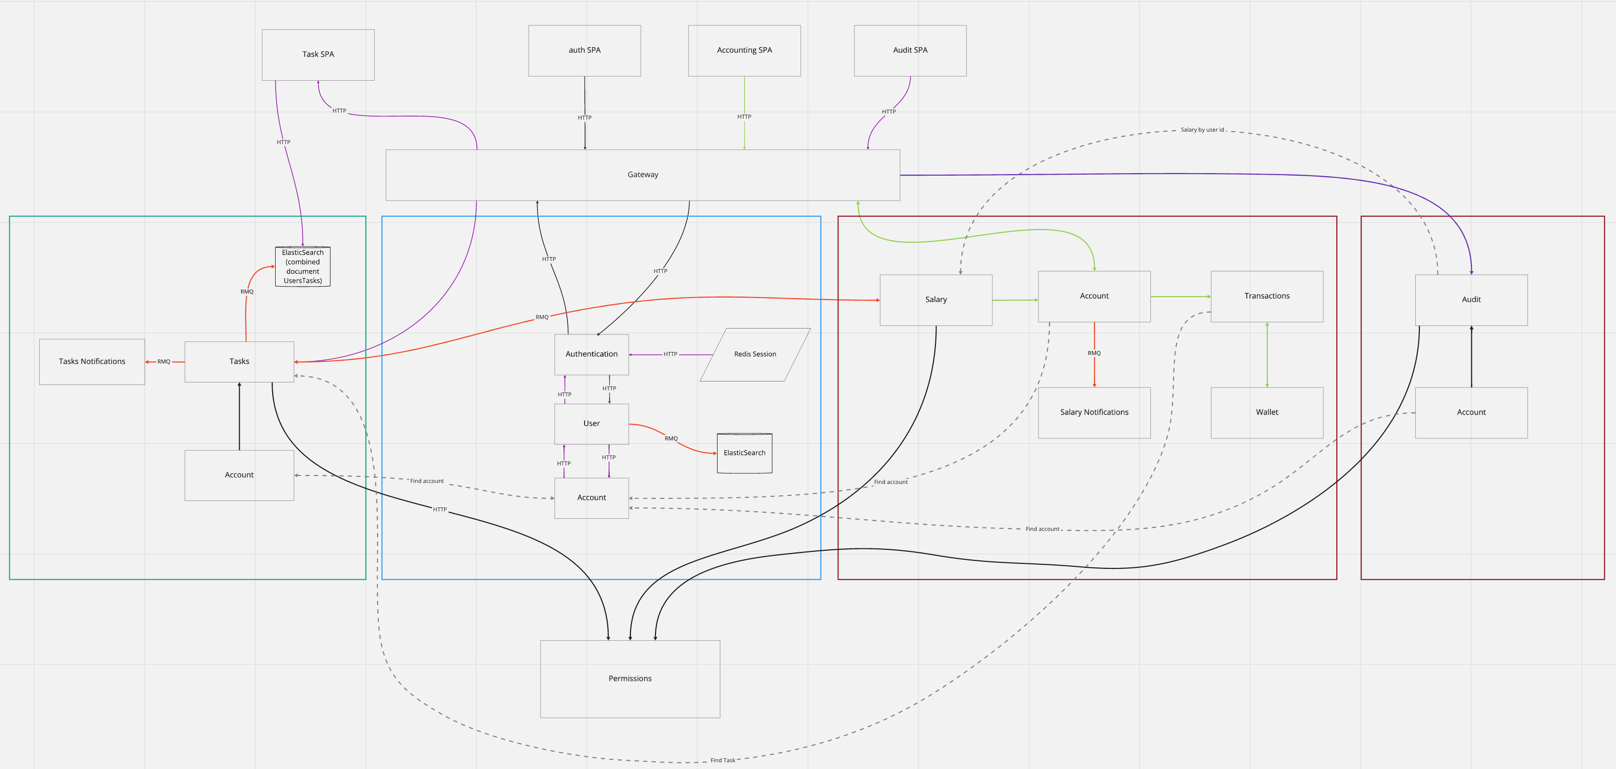 Task SPA
auth SPA
Accounting SPA
Audit SPA
HTTP
HTTP
HTTP
HTTP
HTTP
Salary by user id
Gateway
ElasticSearch
(combined
document
UsersTasks)
RMQ
HTTP
HTTP
RMQ
Salary
Account
Transactions
Audit
Tasks Notifications
RMQ
Tasks
Authentication
HTTP
Redis Session
RMQ
HTTP
HTTP
User
RMQ
ElasticSearch
Salary Notifications
Wallet
Account
HTTP
HTTP
Account
Find account
Account
Find account
HTTP
Find account
Permissions
Find Task